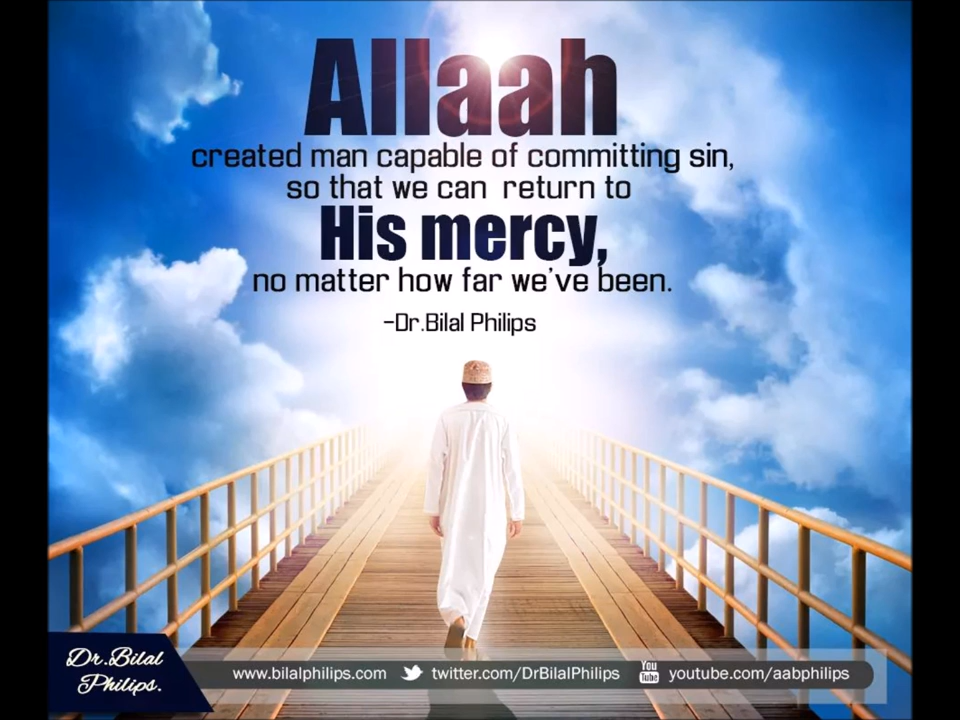 Allaah
created man capable of committing sin,
so that we can return to
His mercy,
no matter how far we've been.
-Dr.Bilal Philips
Dr.Bilal
Philips.
www.bilalphilips.com twitter.com/DrBilalPhilips You Tube youtube.com/aabphilips